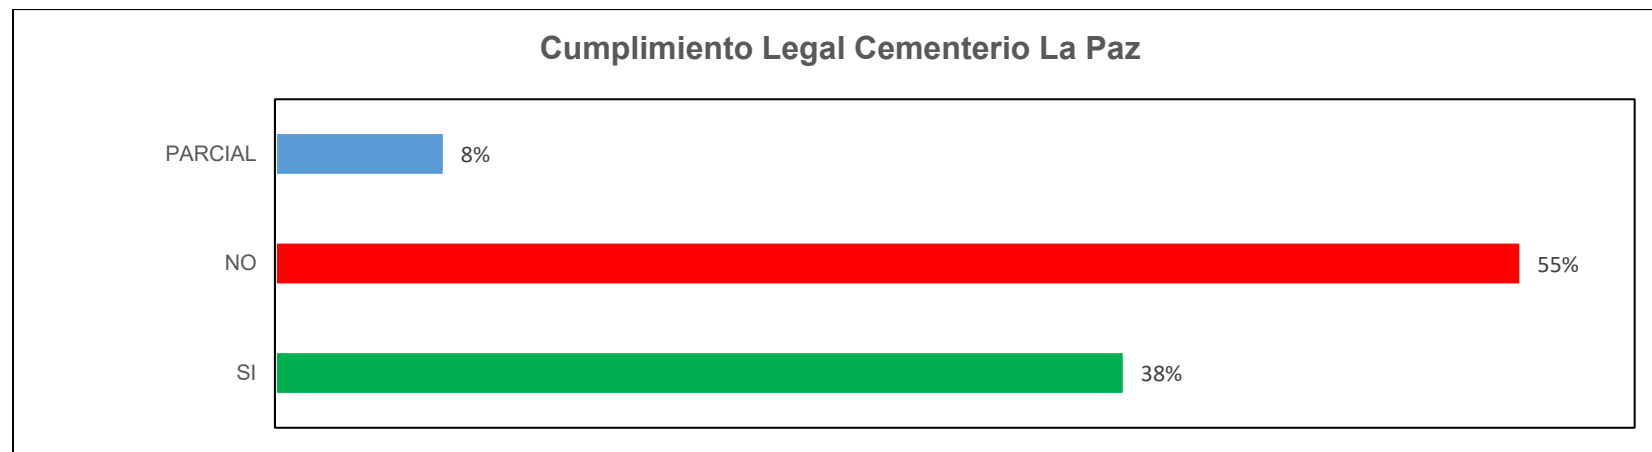 Cumplimiento Legal Cementerio La Paz
PARCIAL 8%
NO 55%
SI 38%